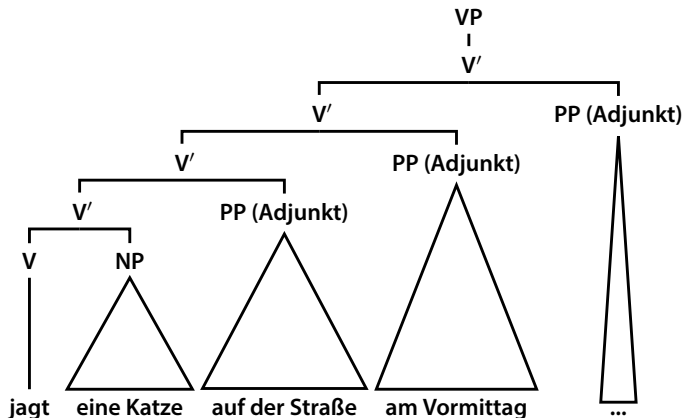 VP
V′
V′
PP (Adjunkt)
V′
PP (Adjunkt)
V′
PP (Adjunkt)
V
NP
jagt
eine Katze
auf der Straße
am Vormittag
...